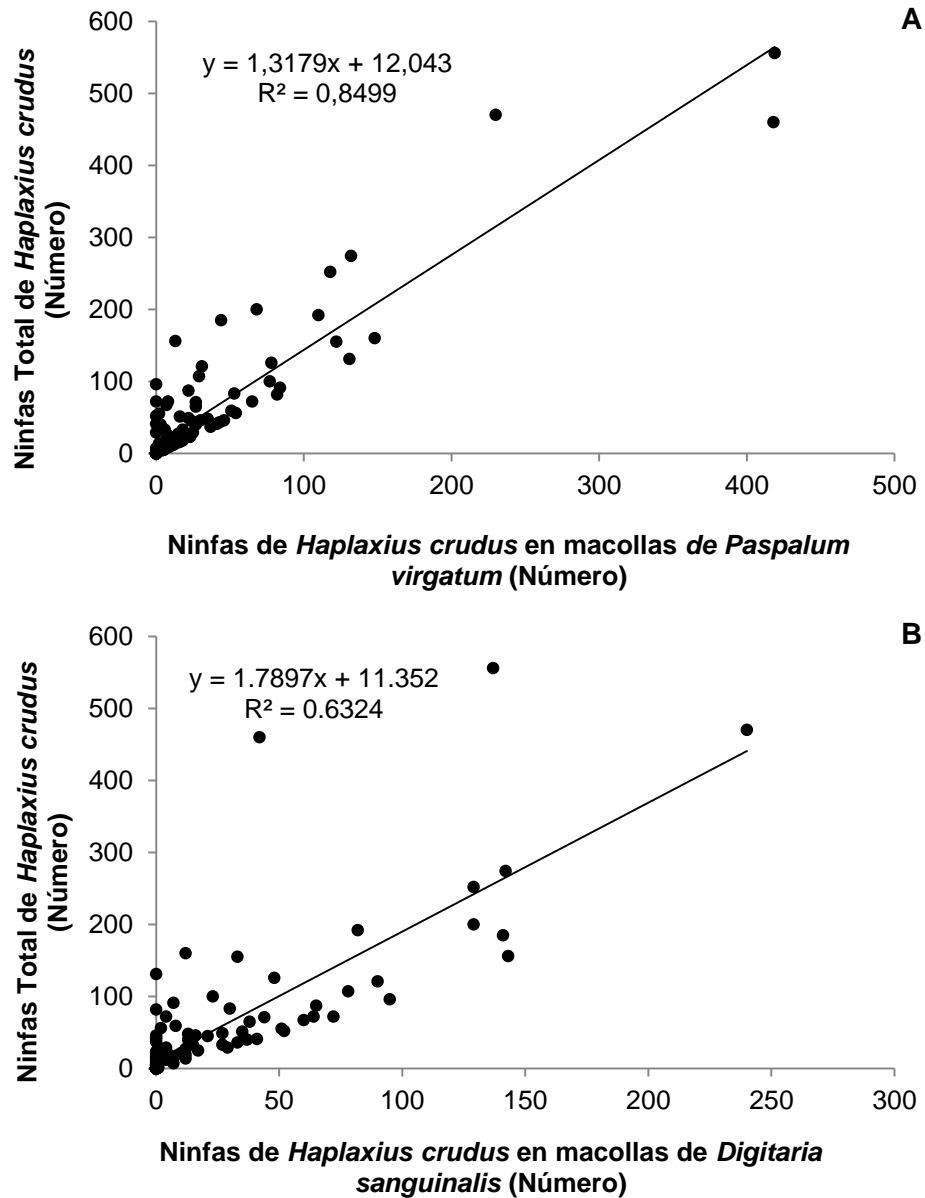 A
600
500
400
300
200
100
0
y = 1,3179x + 12,043
R² = 0,8499
Ninfas Total de Haplaxius crudus
(Número)
0 100 200 300 400 500
Ninfas de Haplaxius crudus en macollas de Paspalum
virgatum (Número)
B
600
500
400
300
200
100
0
y = 1.7897x + 11.352
R² = 0.6324
Ninfas Total de Haplaxius crudus
(Número)
0 50 100 150 200 250 300
Ninfas de Haplaxius crudus en macollas de Digitaria
sanguinalis (Número)